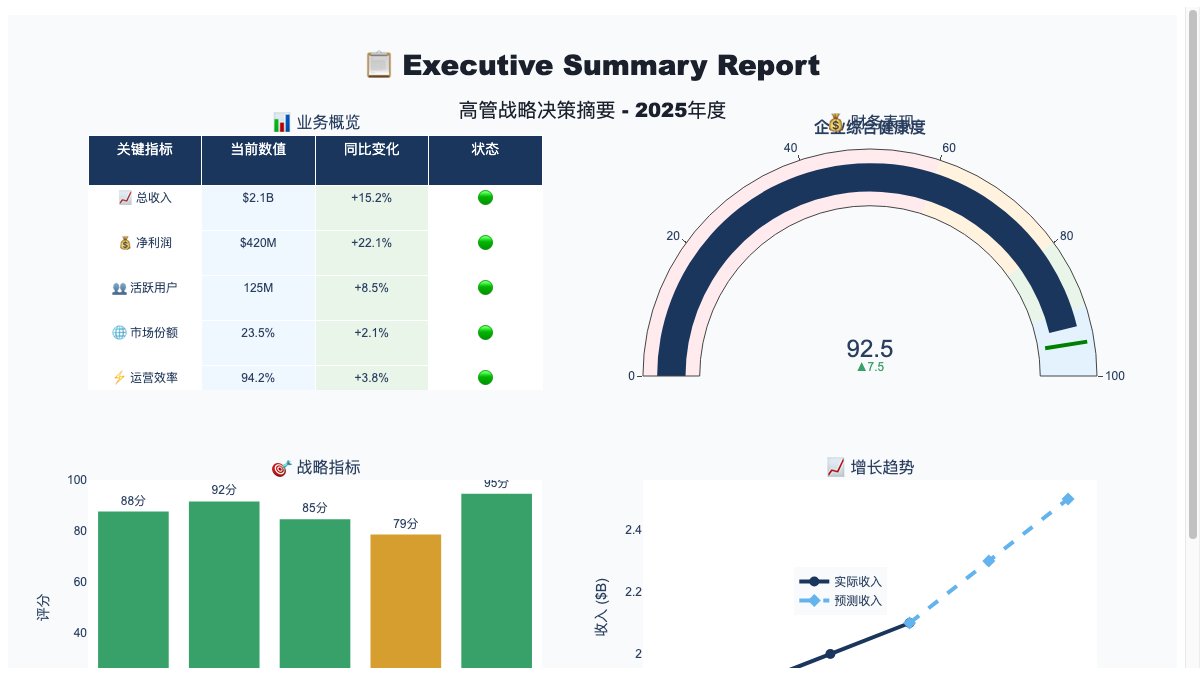 📋 Executive Summary Report
高管战略决策摘要 - 2025年度
📊 业务概览
关键指标 当前数值 同比变化 状态
📈 总收入 $2.1B +15.2% 🟢
💰 净利润 $420M +22.1% 🟢
👥 活跃用户 125M +8.5% 🟢
🌐 市场份额 23.5% +2.1% 🟢
⚡ 运营效率 94.2% +3.8% 🟢
💰 财务表现
企业综合健康度
0
20
40
60
80
100
92.5
▲7.5
🎯 战略指标
评分
100
80
60
40
88分
92分
85分
79分
95分
📈 增长趋势
收入 ($B)
2.4
2.2
2
实际收入
预测收入